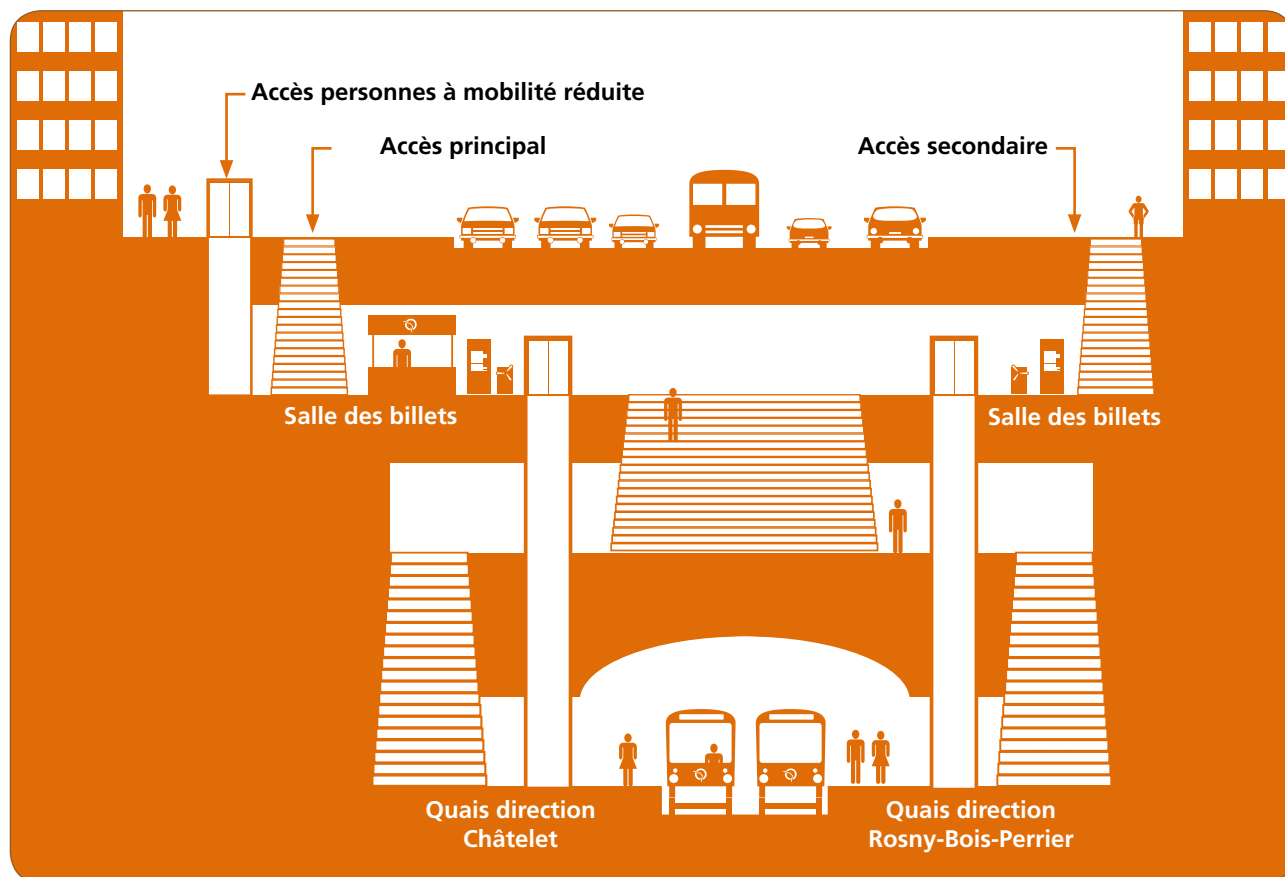 Accès personnes à mobilité réduite
Accès principal
Accès secondaire
Salle des billets
Salle des billets
Quais direction
Châtelet
Quais direction
Rosny-Bois-Perrier